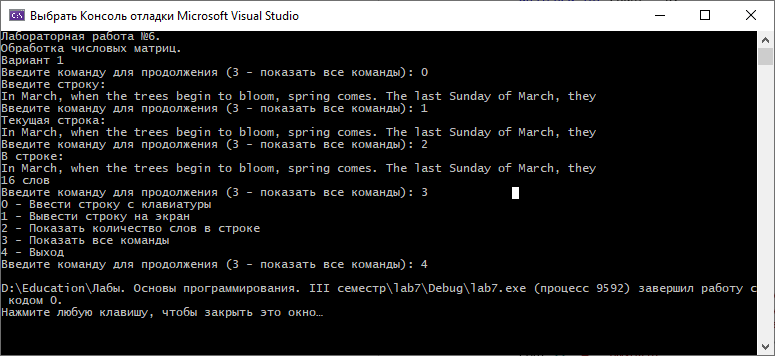 Выбрать Консоль отладки Microsoft Visual Studio
Лабораторная работа №6.
Обработка числовых матриц.
Вариант 1
Введите команду для продолжения (3 - показать все команды): 0
Введите строку:
In March, when the trees begin to bloom, spring comes. The last Sunday of March, they
Введите команду для продолжения (3 - показать все команды): 1
Текущая строка:
In March, when the trees begin to bloom, spring comes. The last Sunday of March, they
Введите команду для продолжения (3 - показать все команды): 2
В строке:
In March, when the trees begin to bloom, spring comes. The last Sunday of March, they
16 слов
Введите команду для продолжения (3 - показать все команды): 3
0 - Ввести строку с клавиатуры
1 - Вывести строку на экран
2 - Показать количество слов в строке
3 - Показать все команды
4 - Выход
Введите команду для продолжения (3 - показать все команды): 4
D:\Education\Лабы. Основы программирования. III семестр\lab7\Debug\lab7.exe (процесс 9592) завершил работу с
кодом 0.
Нажмите любую клавишу, чтобы закрыть это окно…